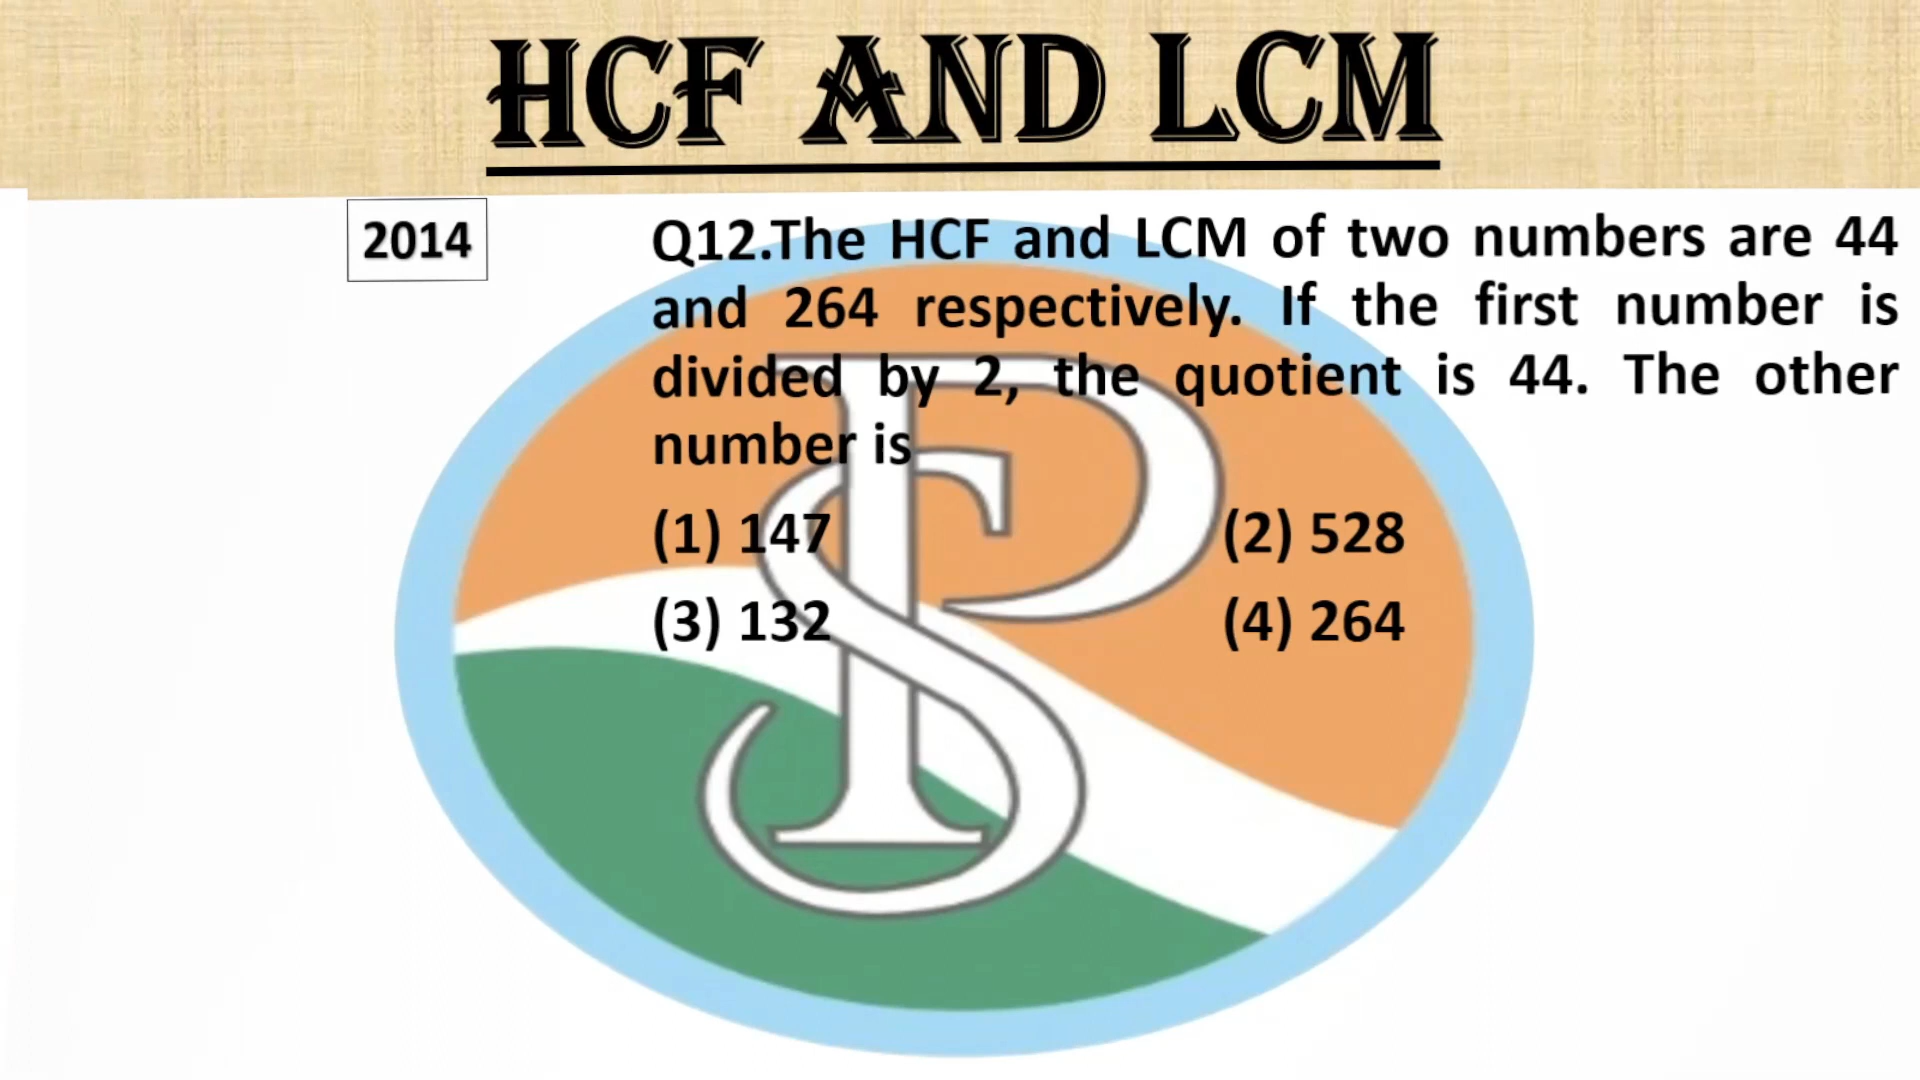 HCF AND LCM
2014
Q12.The HCF and LCM of two numbers are 44
and 264 respectively. If the first number is
divided by 2, the quotient is 44. The other
number is
(1) 147 (2) 528
(3) 132 (4) 264